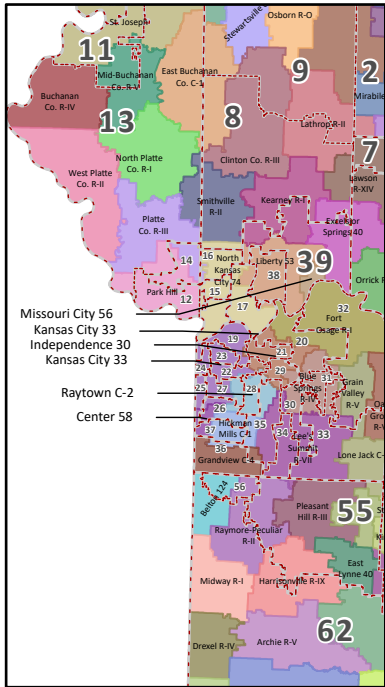 Osborn R-O
Stewartsville
St. Joseph
11
9
2
Mid-Buchanan
Co. R-V
East Buchanan
Co. C-1
Buchanan
Co. R-IV
13
8
Mirabile
Lathrop R-II
7
North Platte
Co. R-I
Clinton Co. R-III
West Platte
Co. R-II
Lawson
R-XIV
Smithville
R-II
Kearney R-I
Platte
Co. R-III
Excelsior
Springs 40
16
North
Kansas
City 74
Liberty 53
39
14
38
Orrick R
Park Hill
15
12
17
32
Missouri City 56
Fort
Osage R-I
Kansas City 33
19
20
Independence 30
21
23
Kansas City 33
24
22
29
Blue
Springs
R-IV
31
Grain
Valley
R-V
25
27
28
Raytown C-2
30
26
Center 58
37
Hickman
Mills C-1
35
34
Lee's
Summit
R-VII
33
36
Lone Jack C-
Grandview C-4
Belton 124
56
Pleasant
Hill R-III
55
Raymore-Peculiar
R-II
East
Lynne 40
Midway R-I
Harrisonville R-IX
62
Drexel R-IV
Archie R-V